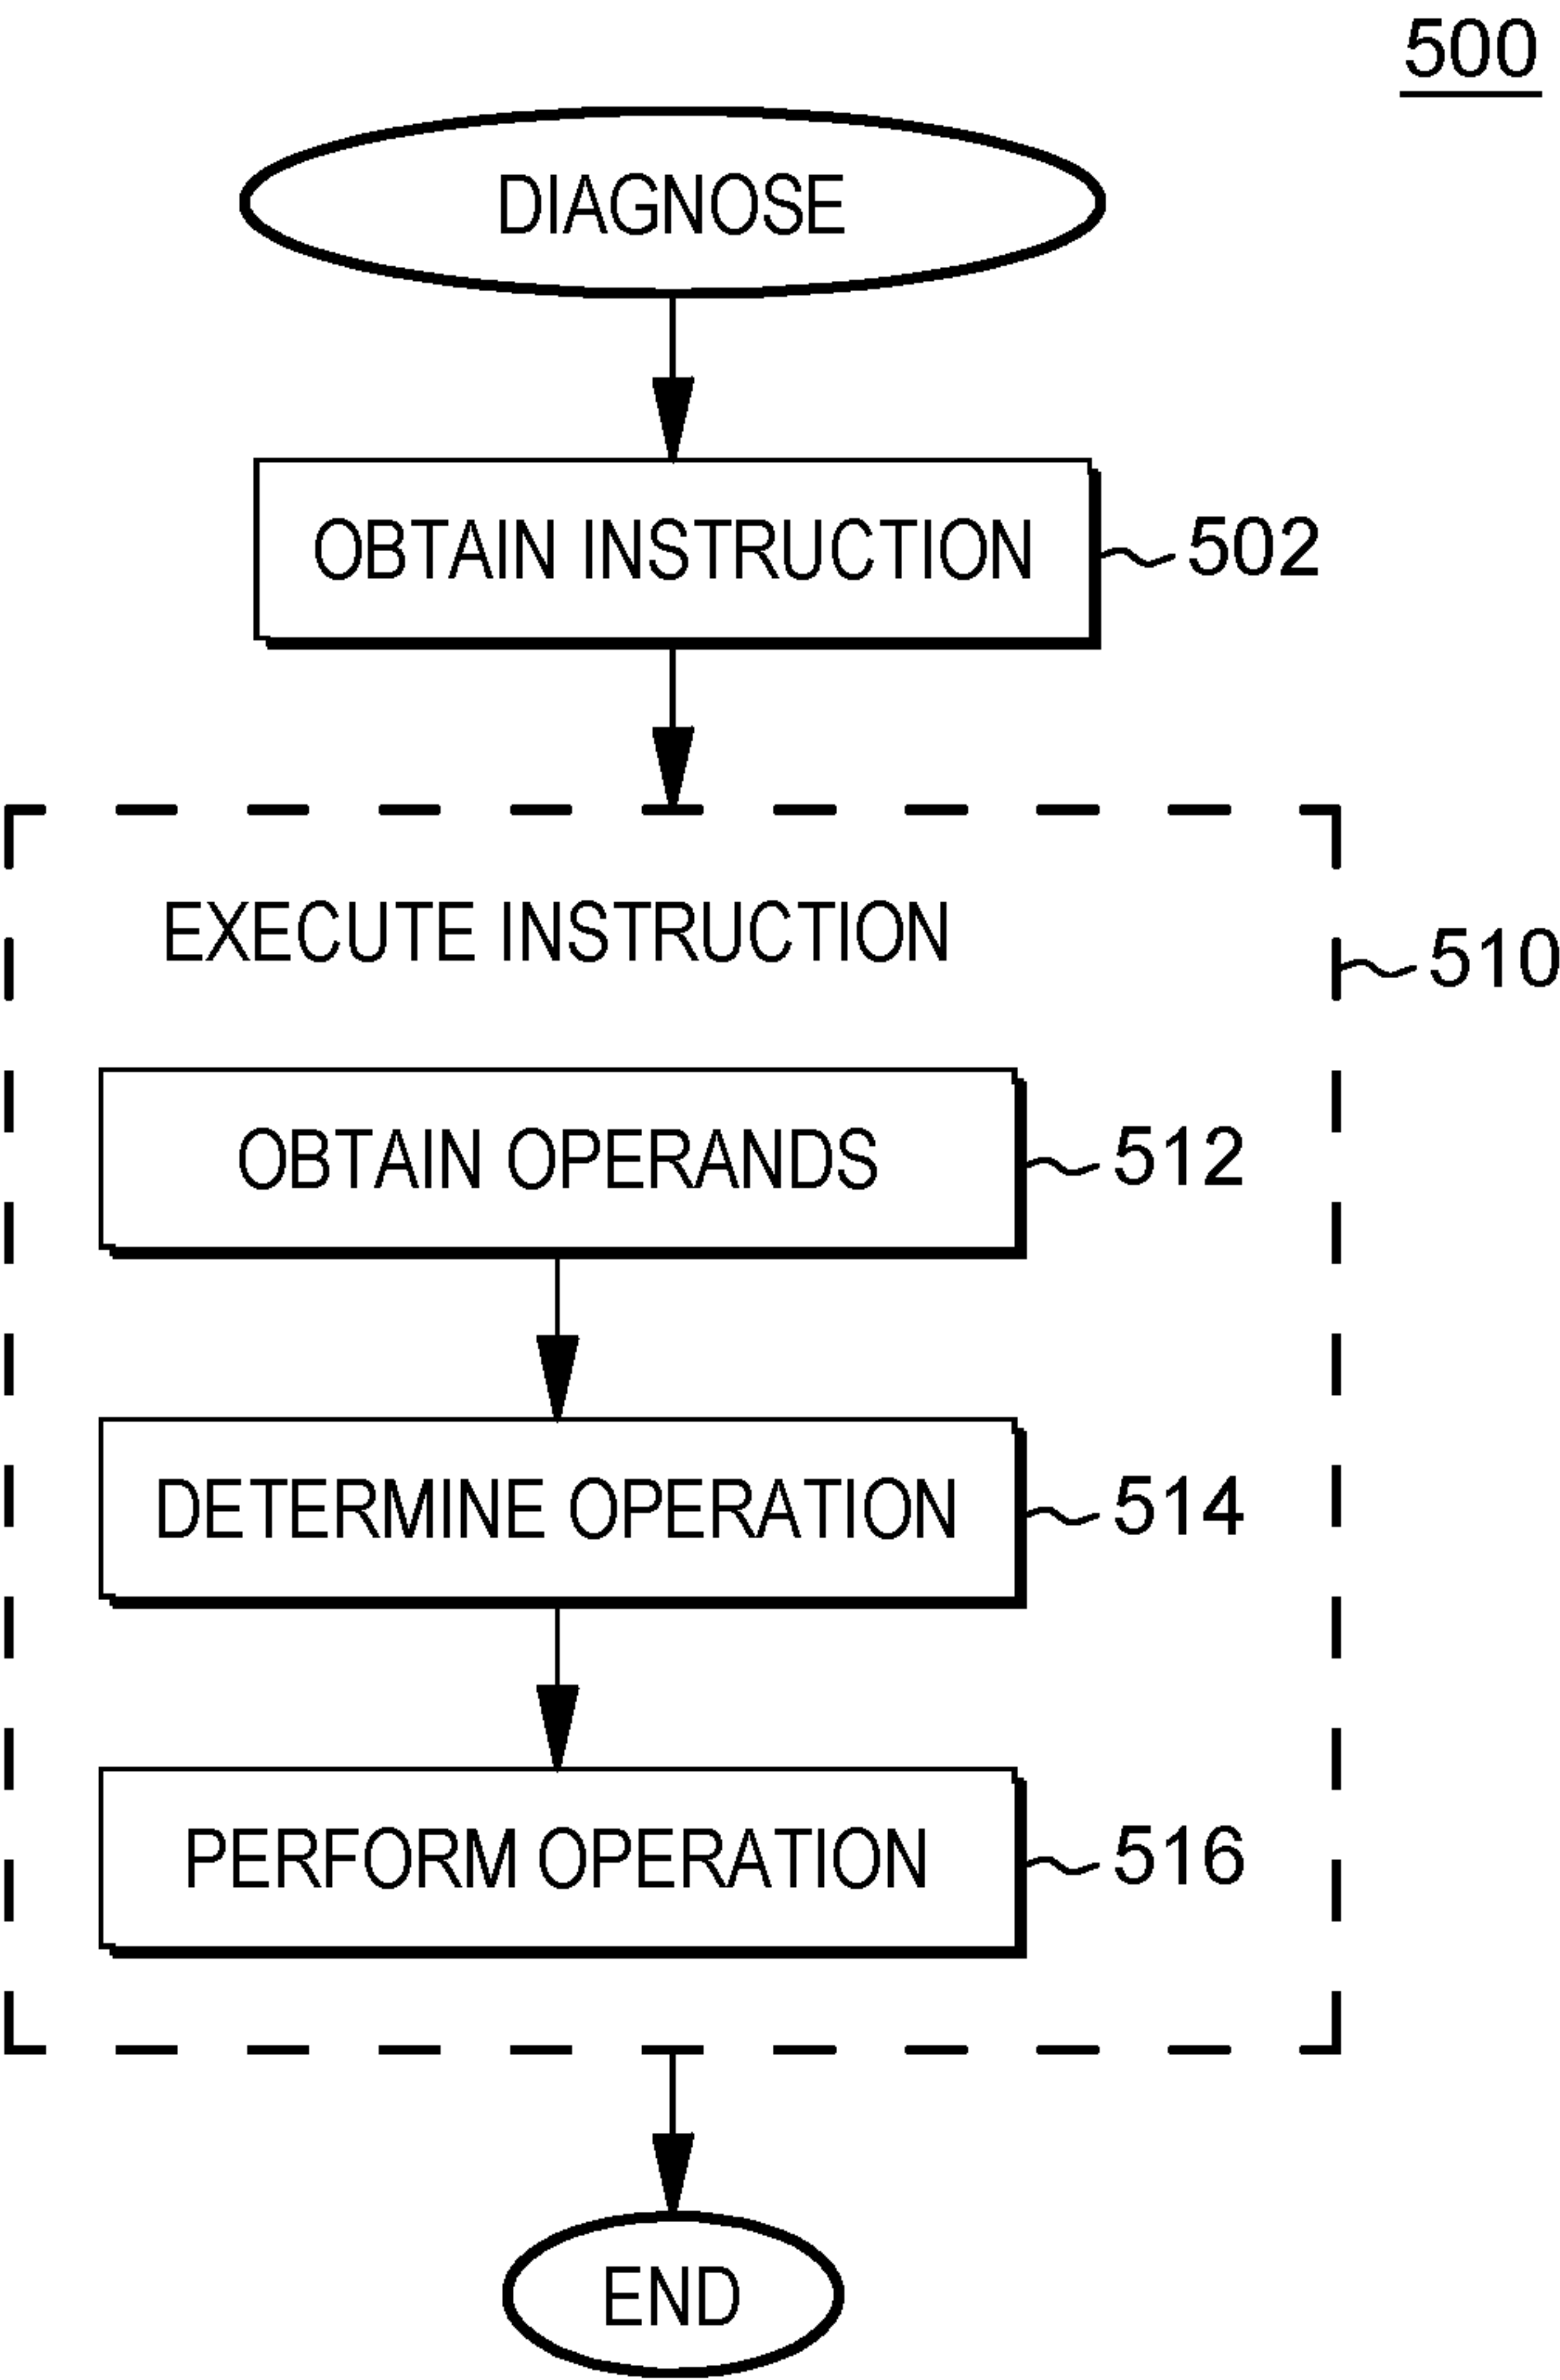 500
DIAGNOSE
OBTAIN INSTRUCTION
502
EXECUTE INSTRUCTION
510
OBTAIN OPERANDS
512
DETERMINE OPERATION
514
PERFORM OPERATION
516
END